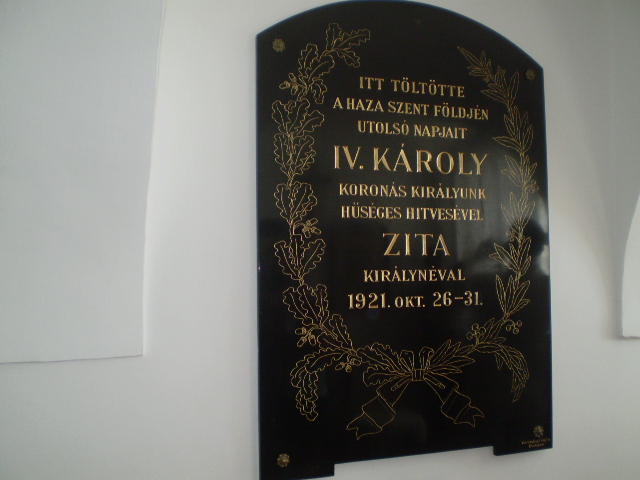 ITT TÖLTÖTTE
A HAZA SZENT FÖLDJÉN
UTOLSÓ NAPJAIT
IV. KÁROLY
KORONÁS KIRÁLYUNK
HŰSÉGES HITVESÉVEL
ZITA
KIRÁLYNÉVAL
1921. OKT. 26–31.